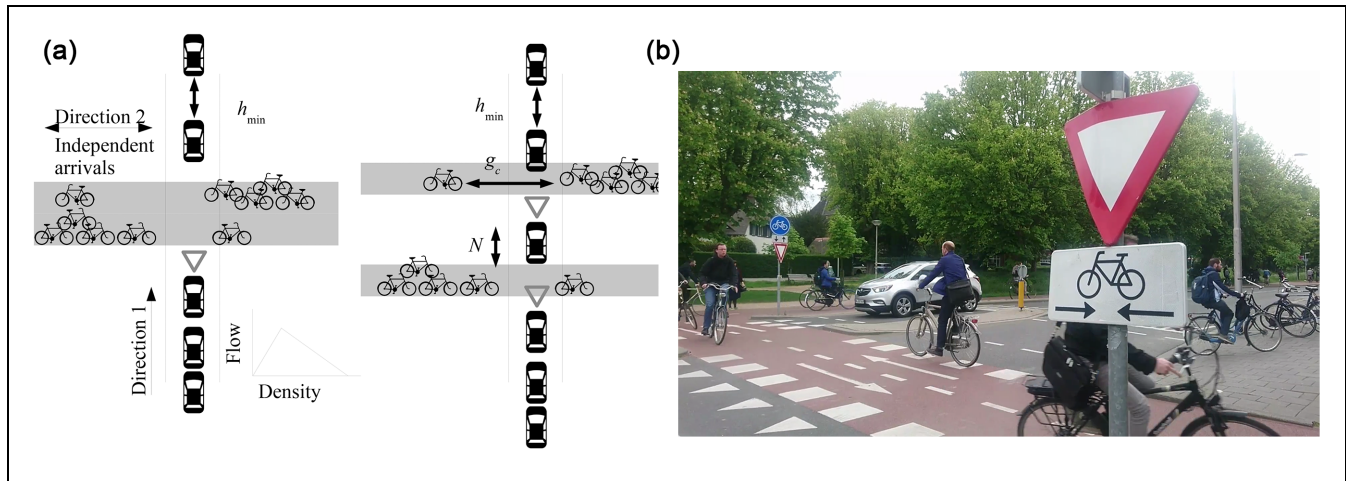 (a)
Direction 2
Independent
arrivals
h_min
Direction 1
Flow
Density
h_min
g_c
N
(b)